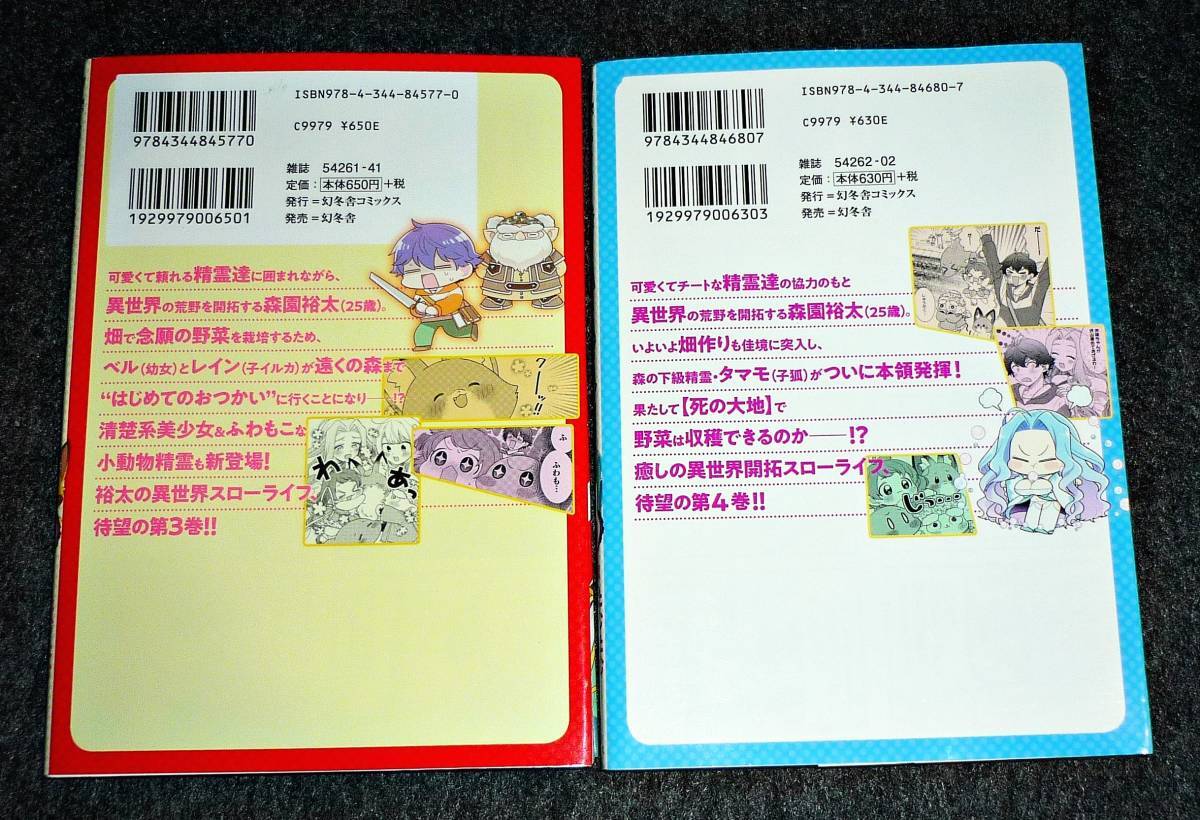 ISBN978-4-344-84577-0
9784344845770
C9979 ¥650E
雑誌 54261-41
定価：本体650円+税
発行＝幻冬舎コミックス
発売＝幻冬舎
1929979006501
可愛くて頼れる精霊達に囲まれながら、
異世界の荒野を開拓する森園裕太（25歳）。
畑で念願の野菜を栽培するため、
ベル（幼女）とレイン（子イルカ）が遠くの森まで
“はじめてのおつかい”に行くことになり――!?
清楚系美少女＆ふわもこな
小動物精霊も新登場！
裕太の異世界スローライフ、
待望の第3巻!!
クーッ!!
ふわも…
わぁっ
ISBN978-4-344-84680-7
9784344846807
C9979 ¥630E
雑誌 54262-02
定価：本体630円+税
発行＝幻冬舎コミックス
発売＝幻冬舎
1929979006303
可愛くてチートな精霊達の協力のもと
異世界の荒野を開拓する森園裕太（25歳）。
いよいよ畑作りも佳境に突入し、
森の下級精霊・タマモ（子狐）がついに本領発揮！
果たして【死の大地】で
野菜は収穫できるのか――!?
癒しの異世界開拓スローライフ、
待望の第4巻!!
じっ